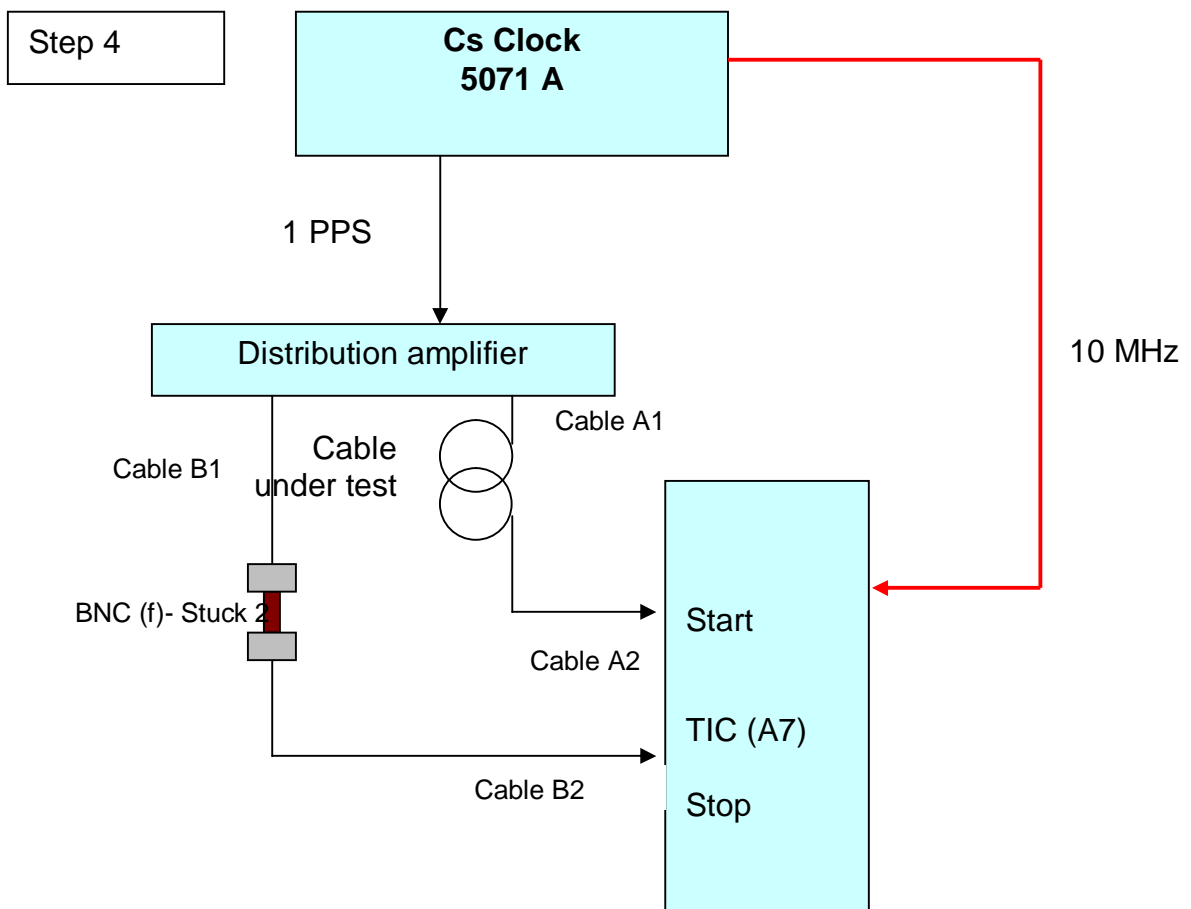 Step 4
Cs Clock
5071 A
1 PPS
10 MHz
Distribution amplifier
Cable A1
Cable
under test
Cable B1
BNC (f)- Stuck 2
Start
Cable A2
TIC (A7)
Cable B2
Stop